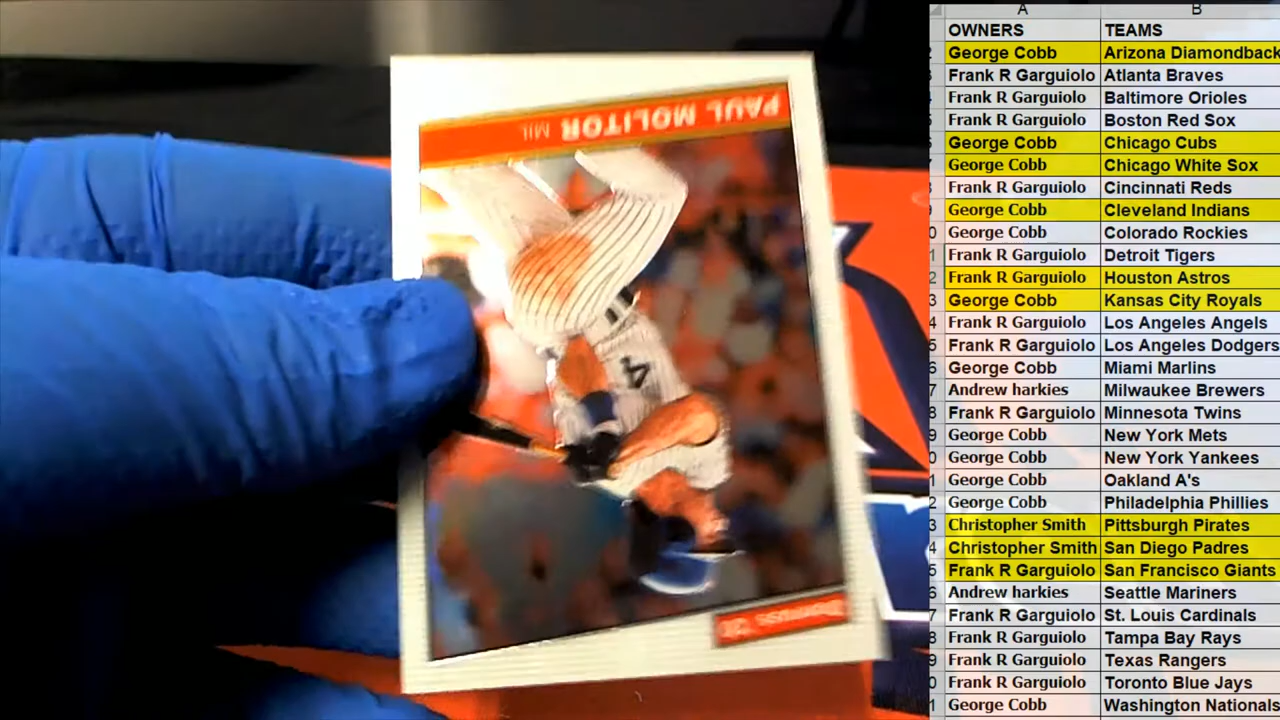 PAUL MOLITOR MIL
4
Donruss '20
A B
OWNERS TEAMS
George Cobb Arizona Diamondback
Frank R Garguiolo Atlanta Braves
Frank R Garguiolo Baltimore Orioles
Frank R Garguiolo Boston Red Sox
George Cobb Chicago Cubs
George Cobb Chicago White Sox
Frank R Garguiolo Cincinnati Reds
George Cobb Cleveland Indians
George Cobb Colorado Rockies
Frank R Garguiolo Detroit Tigers
Frank R Garguiolo Houston Astros
George Cobb Kansas City Royals
Frank R Garguiolo Los Angeles Angels
Frank R Garguiolo Los Angeles Dodgers
George Cobb Miami Marlins
Andrew harkies Milwaukee Brewers
Frank R Garguiolo Minnesota Twins
George Cobb New York Mets
George Cobb New York Yankees
George Cobb Oakland A's
George Cobb Philadelphia Phillies
Christopher Smith Pittsburgh Pirates
Christopher Smith San Diego Padres
Frank R Garguiolo San Francisco Giants
Andrew harkies Seattle Mariners
Frank R Garguiolo St. Louis Cardinals
Frank R Garguiolo Tampa Bay Rays
Frank R Garguiolo Texas Rangers
Frank R Garguiolo Toronto Blue Jays
George Cobb Washington Nationals